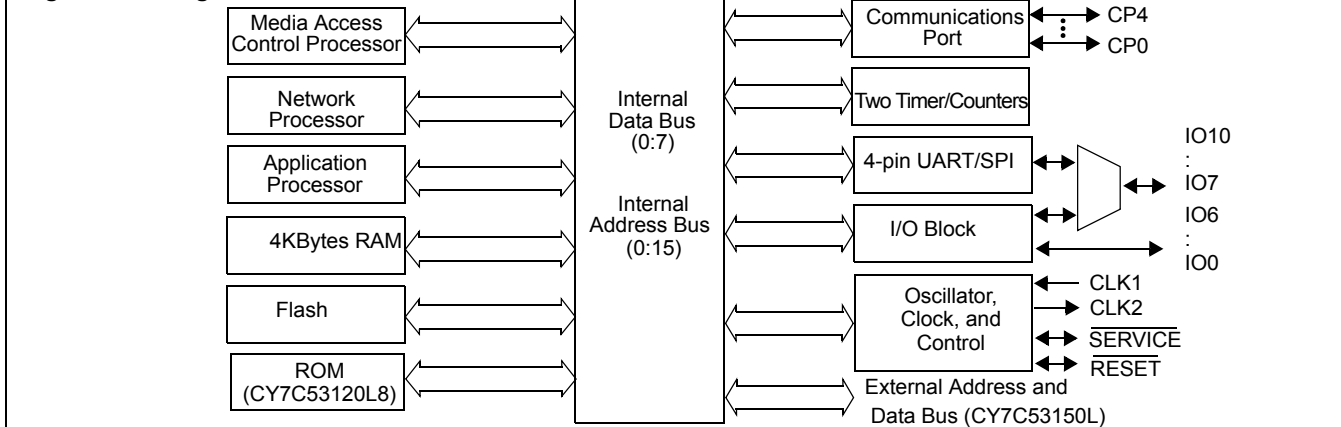 Media Access
Control Processor
Network
Processor
Application
Processor
4KBytes RAM
Flash
ROM
(CY7C53120L8)
Internal
Data Bus
(0:7)
Internal
Address Bus
(0:15)
Communications
Port
CP4
CP0
Two Timer/Counters
4-pin UART/SPI
I/O Block
IO10
:
IO7
IO6
:
IO0
Oscillator,
Clock, and
Control
CLK1
CLK2
SERVICE
RESET
External Address and
Data Bus (CY7C53150L)